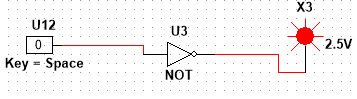 U12
0
Key = Space
U3
NOT
X3
2.5V